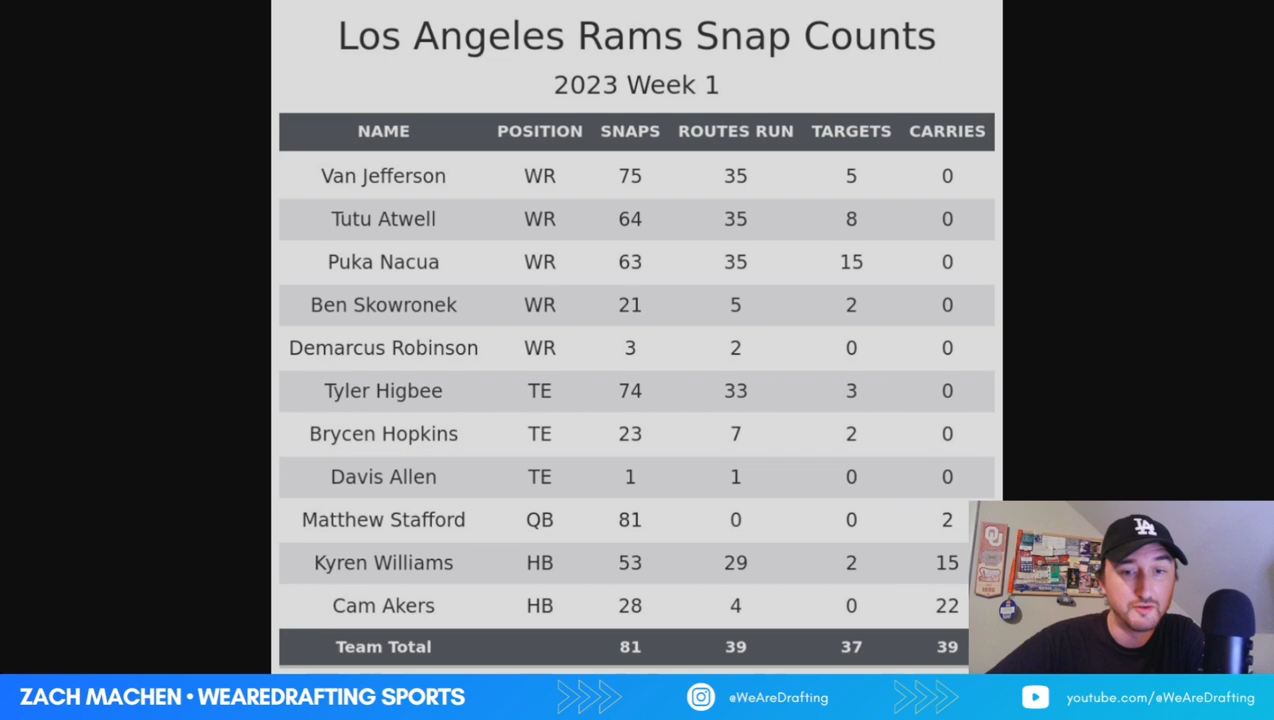 Los Angeles Rams Snap Counts
2023 Week 1
NAME POSITION SNAPS ROUTES RUN TARGETS CARRIES
Van Jefferson WR 75 35 5 0
Tutu Atwell WR 64 35 8 0
Puka Nacua WR 63 35 15 0
Ben Skowronek WR 21 5 2 0
Demarcus Robinson WR 3 2 0 0
Tyler Higbee TE 74 33 3 0
Brycen Hopkins TE 23 7 2 0
Davis Allen TE 1 1 0 0
Matthew Stafford QB 81 0 0 2
Kyren Williams HB 53 29 2 15
Cam Akers HB 28 4 0 22
Team Total 81 39 37 39
LA
ZACH MACHEN • WEAREDRAFTING SPORTS @WeAreDrafting youtube.com/@WeAreDrafting